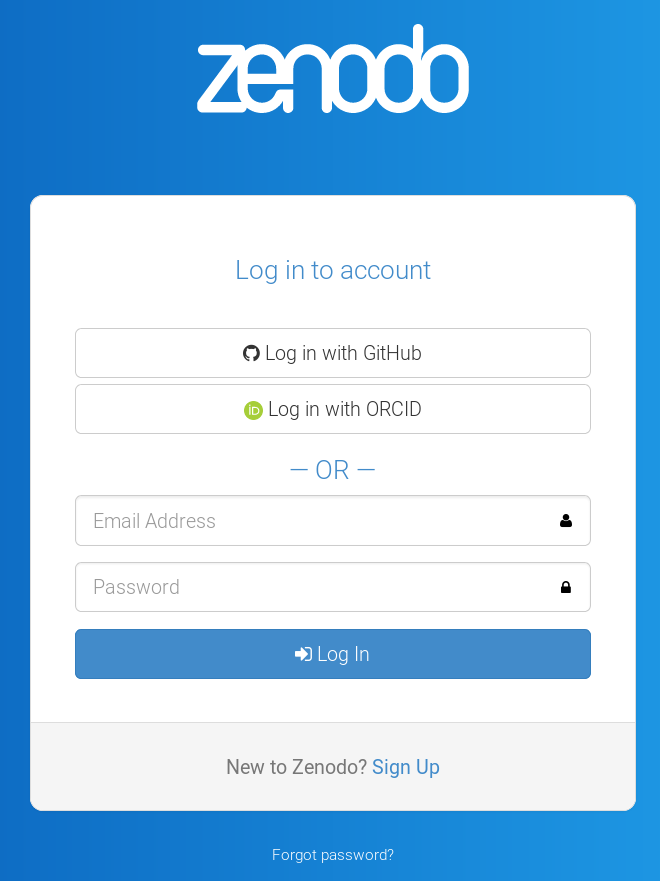 zenodo
Log in to account
Log in with GitHub
iD Log in with ORCID
— OR —
Email Address
Password
Log In
New to Zenodo? Sign Up
Forgot password?